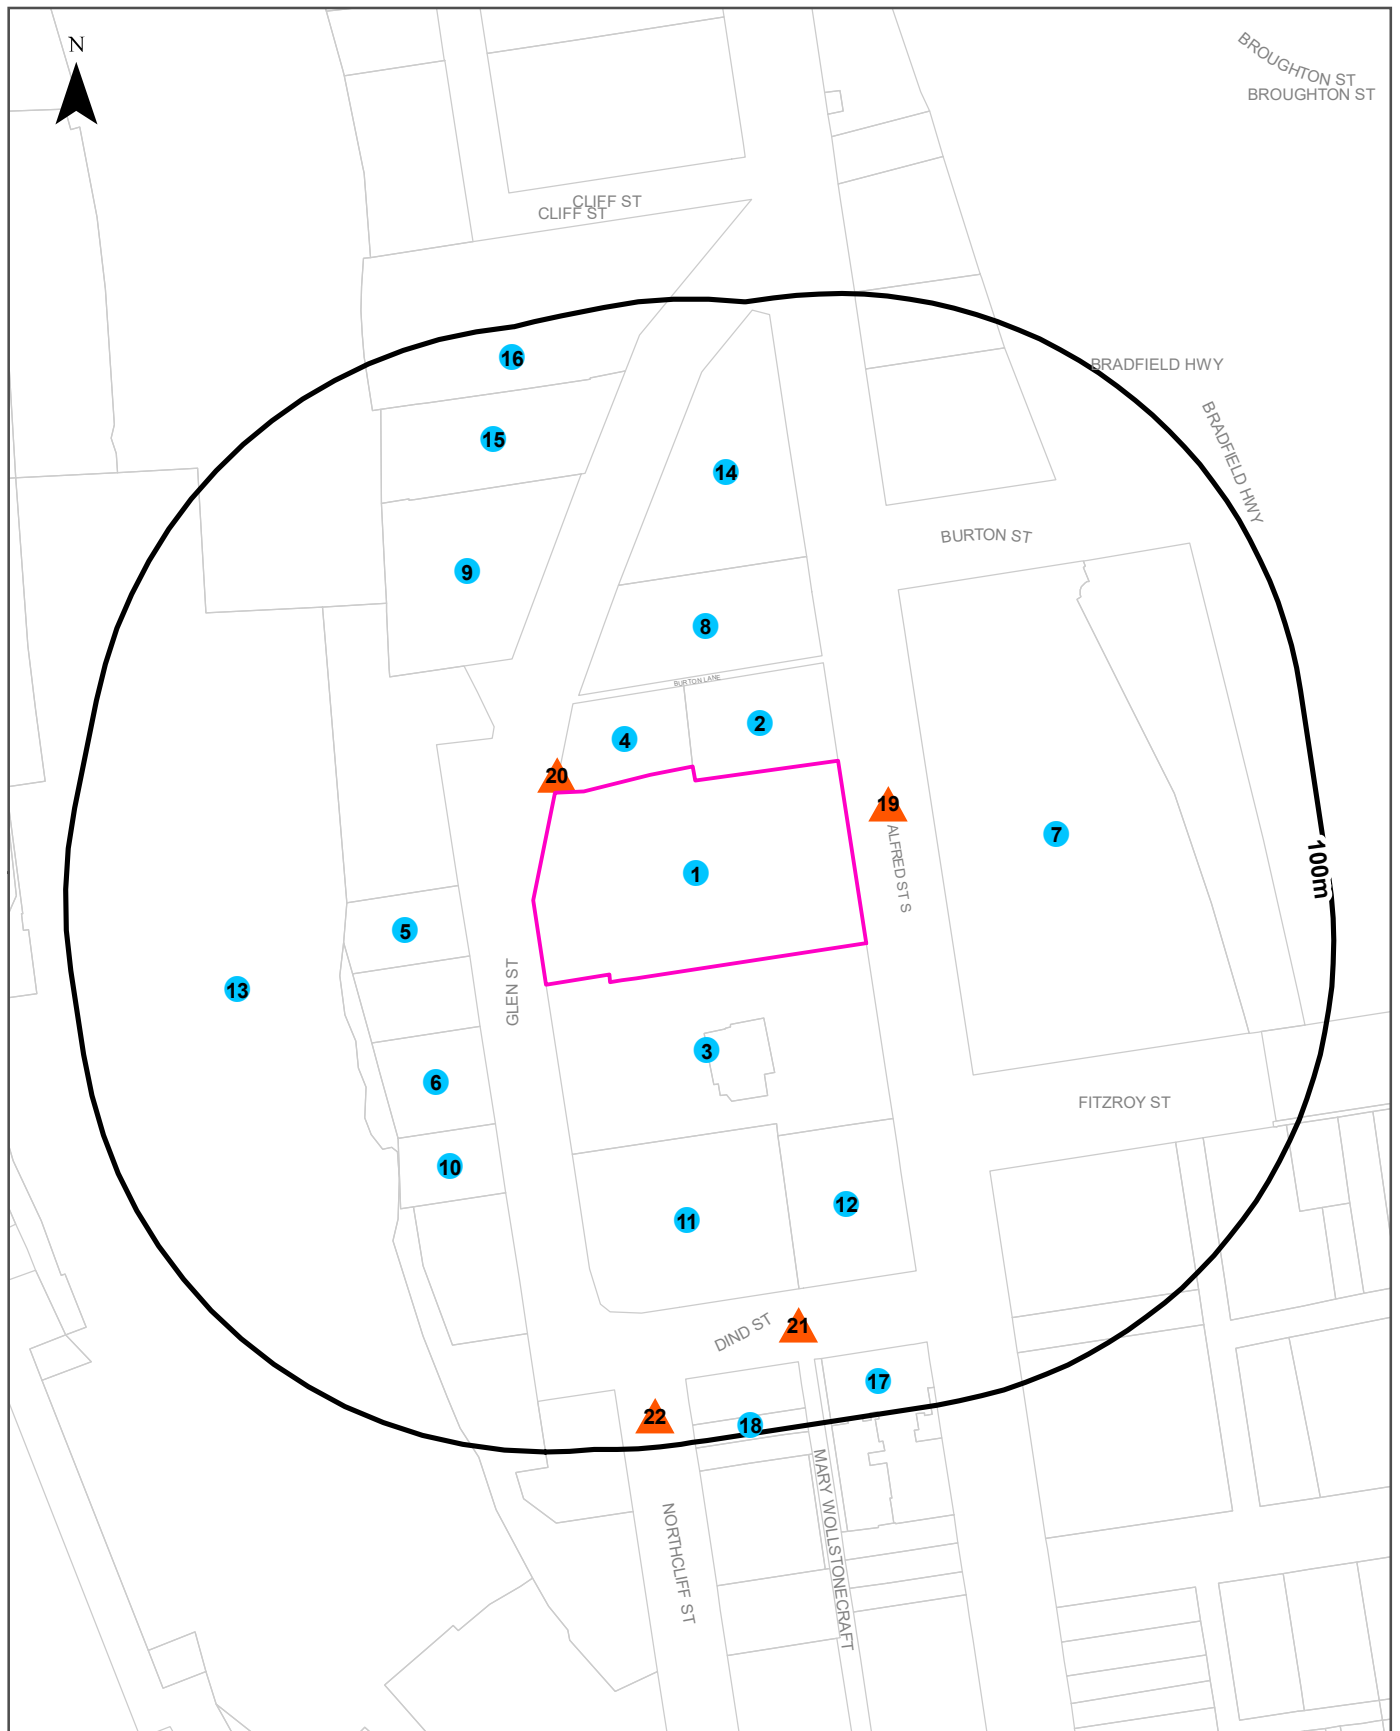 N
BROUGHTON ST
BROUGHTON ST
CLIFF ST
CLIFF ST
16
BRADFIELD HWY
15
BRADFIELD HWY
14
BURTON ST
9
8
BURTON LANE
2
4
20
19
7
1
ALFRED ST S
100m
5
13
GLEN ST
3
6
FITZROY ST
10
12
11
21
DIND ST
17
22
18
MARY WOLLSTONECRAFT
NORTHCLIFF ST